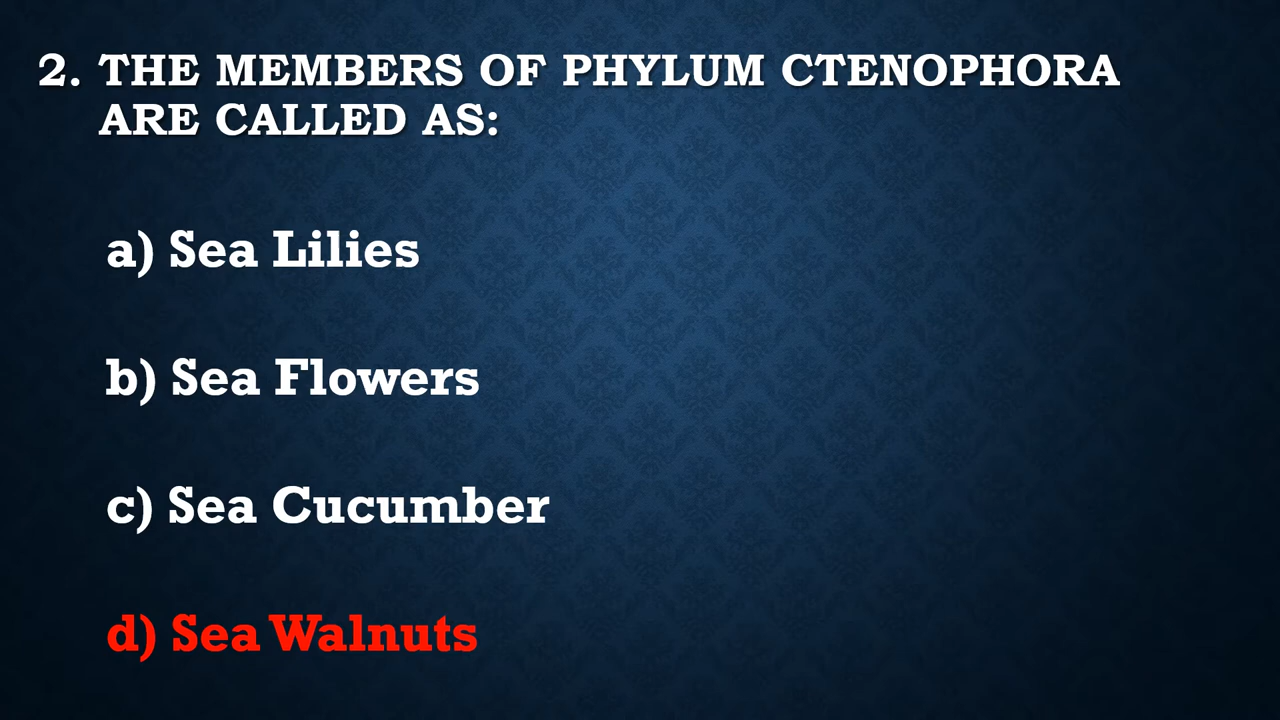 2. THE MEMBERS OF PHYLUM CTENOPHORA
ARE CALLED AS:
a) Sea Lilies
b) Sea Flowers
c) Sea Cucumber
d) Sea Walnuts